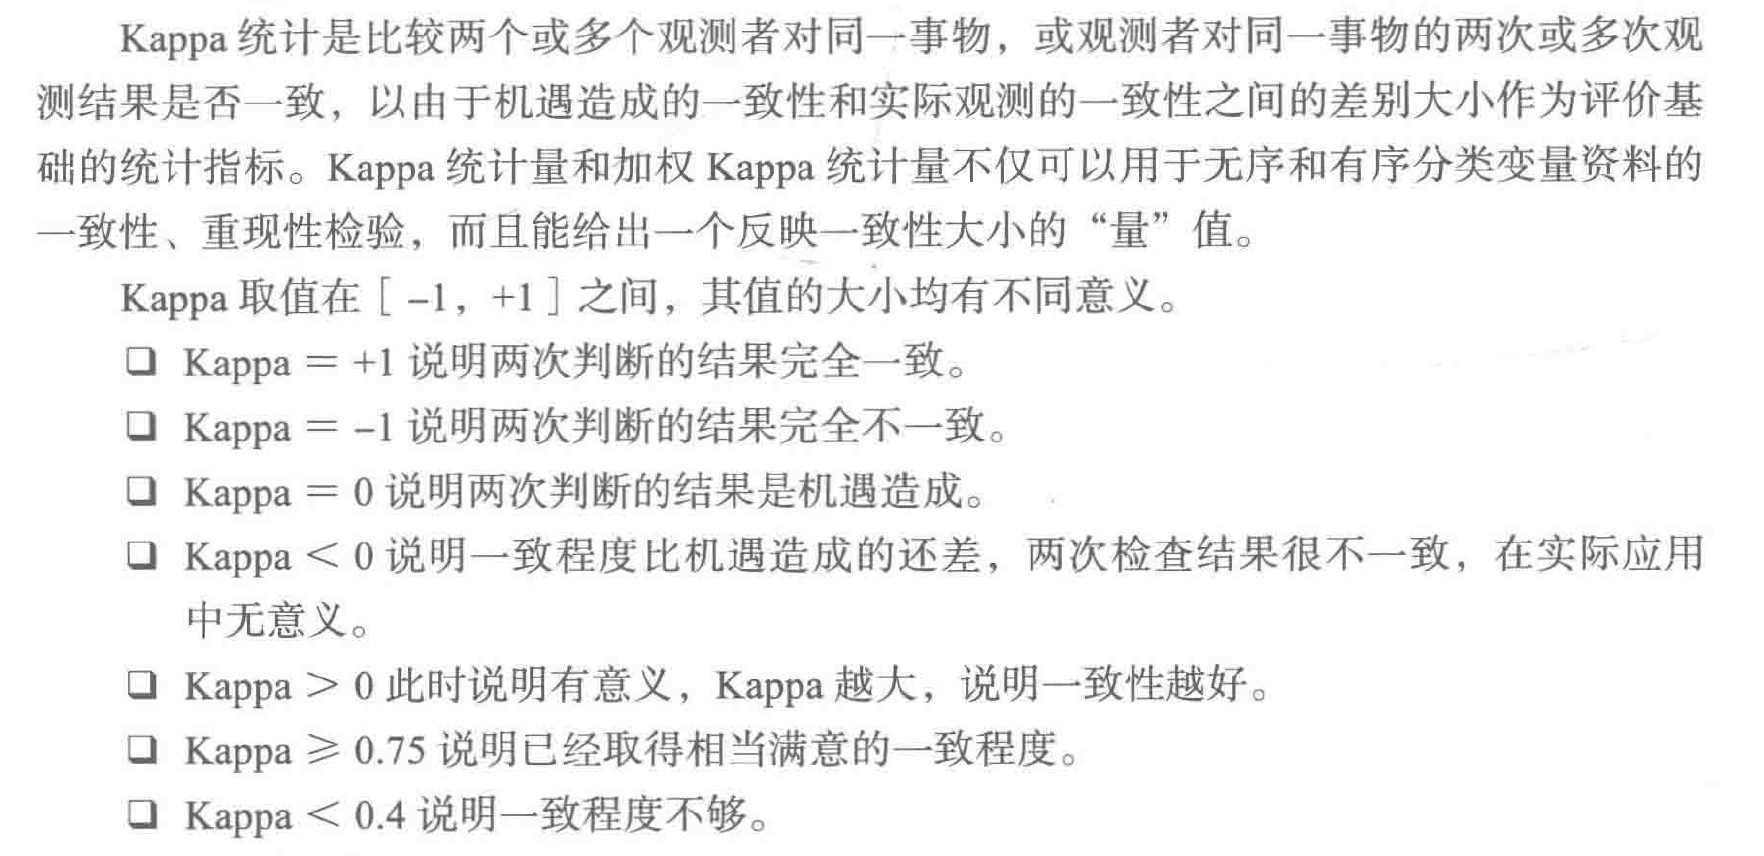 Kappa 统计是比较两个或多个观测者对同一事物，或观测者对同一事物的两次或多次观
测结果是否一致，以由于机遇造成的一致性和实际观测的一致性之间的差别大小作为评价基
础的统计指标。Kappa 统计量和加权 Kappa 统计量不仅可以用于无序和有序分类变量资料的
一致性、重现性检验，而且能给出一个反映一致性大小的“量”值。
Kappa 取值在［ –1，+1 ］之间，其值的大小均有不同意义。
❑ Kappa ＝ +1 说明两次判断的结果完全一致。
❑ Kappa ＝ –1 说明两次判断的结果完全不一致。
❑ Kappa ＝ 0 说明两次判断的结果是机遇造成。
❑ Kappa ＜ 0 说明一致程度比机遇造成的还差，两次检查结果很不一致，在实际应用
中无意义。
❑ Kappa ＞ 0 此时说明有意义，Kappa 越大，说明一致性越好。
❑ Kappa ≥ 0.75 说明已经取得相当满意的一致程度。
❑ Kappa ＜ 0.4 说明一致程度不够。